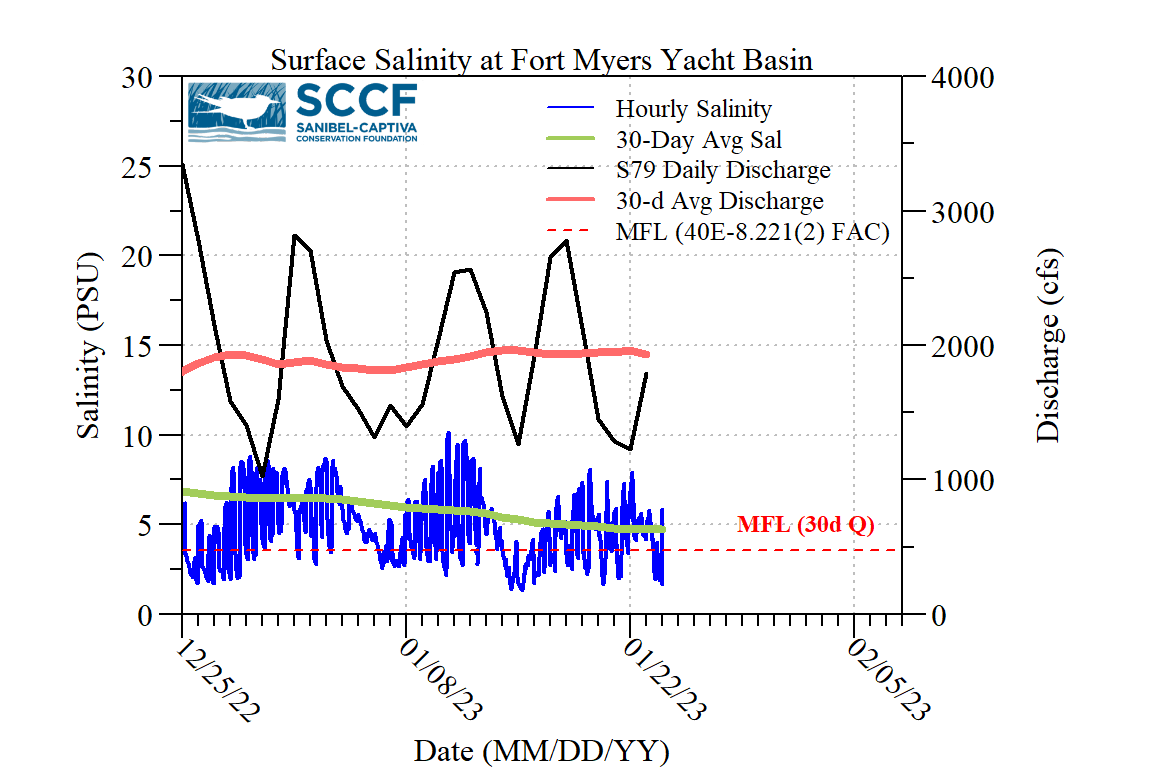 Surface Salinity at Fort Myers Yacht Basin
SCCF
SANIBEL-CAPTIVA
CONSERVATION FOUNDATION
Hourly Salinity
30-Day Avg Sal
S79 Daily Discharge
30-d Avg Discharge
MFL (40E-8.221(2) FAC)
30
25
20
15
10
5
0
Salinity (PSU)
4000
3000
2000
1000
0
Discharge (cfs)
MFL (30d Q)
12/25/22
01/08/23
01/22/23
02/05/23
Date (MM/DD/YY)